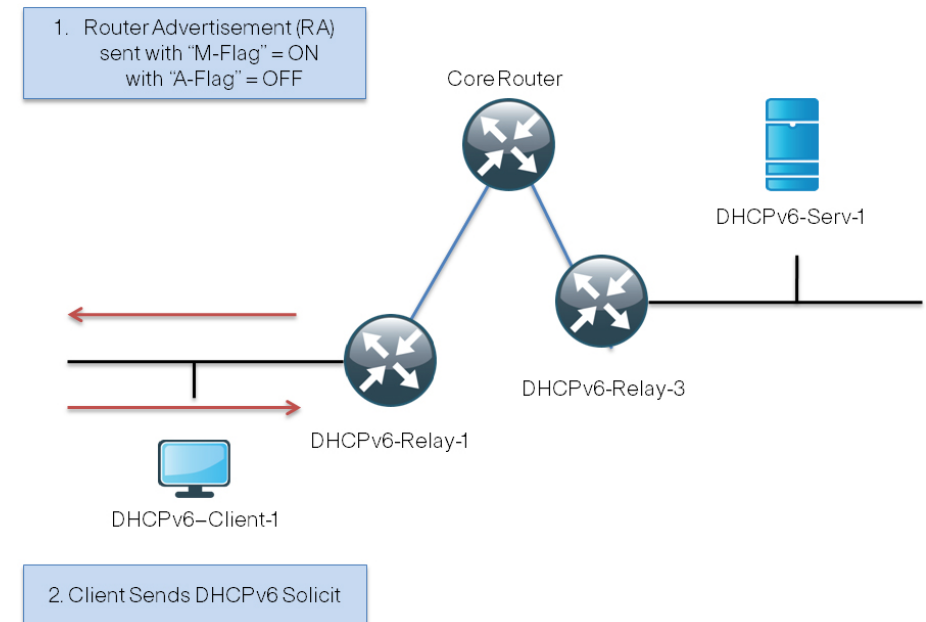 1. Router Advertisement (RA)
sent with “M-Flag” = ON
with “A-Flag” = OFF
Core Router
DHCPv6-Serv-1
DHCPv6-Relay-3
DHCPv6-Relay-1
DHCPv6–Client-1
2. Client Sends DHCPv6 Solicit